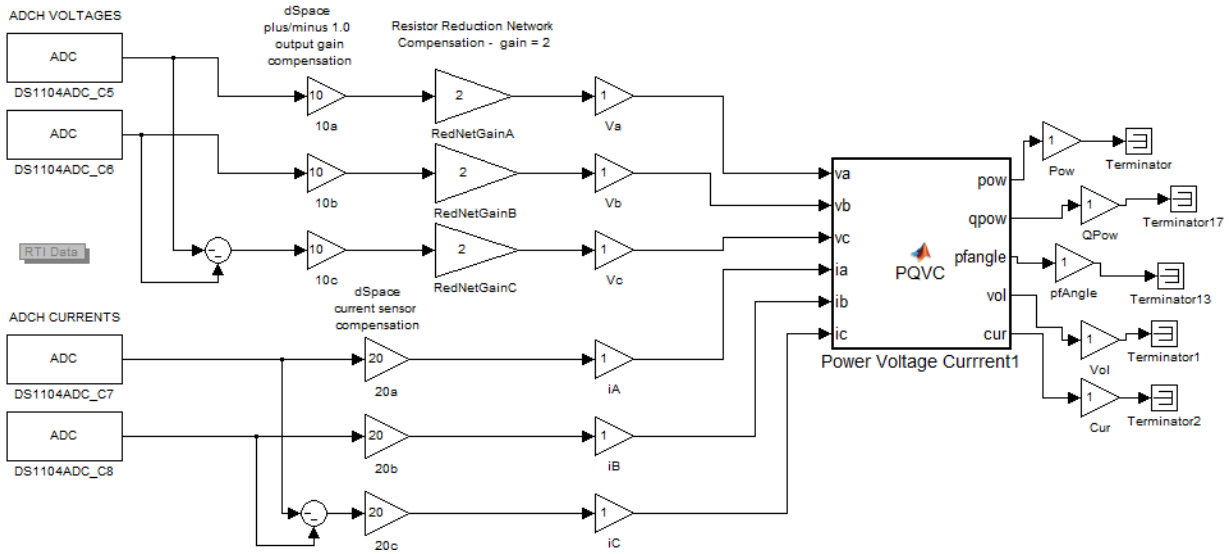 ADCH VOLTAGES
dSpace
plus/minus 1.0
output gain
compensation
Resistor Reduction Network
Compensation - gain = 2
ADC
DS1104ADC_C5
10
10a
2
RedNetGainA
1
Va
ADC
DS1104ADC_C6
10
10b
2
RedNetGainB
1
Vb
RTI Data
10
10c
2
RedNetGainC
1
Vc
va
vb
vc
ia
ib
ic
PQVC
pow
qpow
pfangle
vol
cur
Power Voltage Currrent1
1
Pow
Terminator
1
QPow
Terminator17
1
pfAngle
Terminator13
1
Vol
Terminator1
1
Cur
Terminator2
ADCH CURRENTS
dSpace
current sensor
compensation
ADC
DS1104ADC_C7
20
20a
1
iA
ADC
DS1104ADC_C8
20
20b
1
iB
20
20c
1
iC